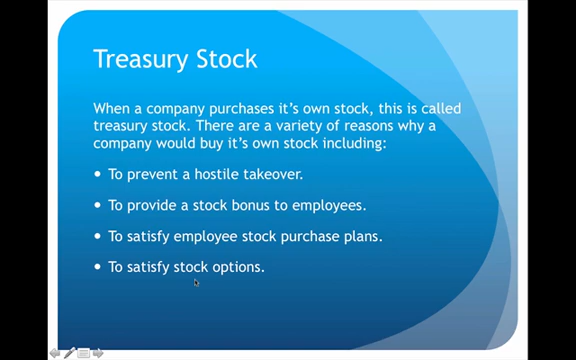 Treasury Stock
When a company purchases it's own stock, this is called
treasury stock. There are a variety of reasons why a
company would buy it's own stock including:
• To prevent a hostile takeover.
• To provide a stock bonus to employees.
• To satisfy employee stock purchase plans.
• To satisfy stock options.